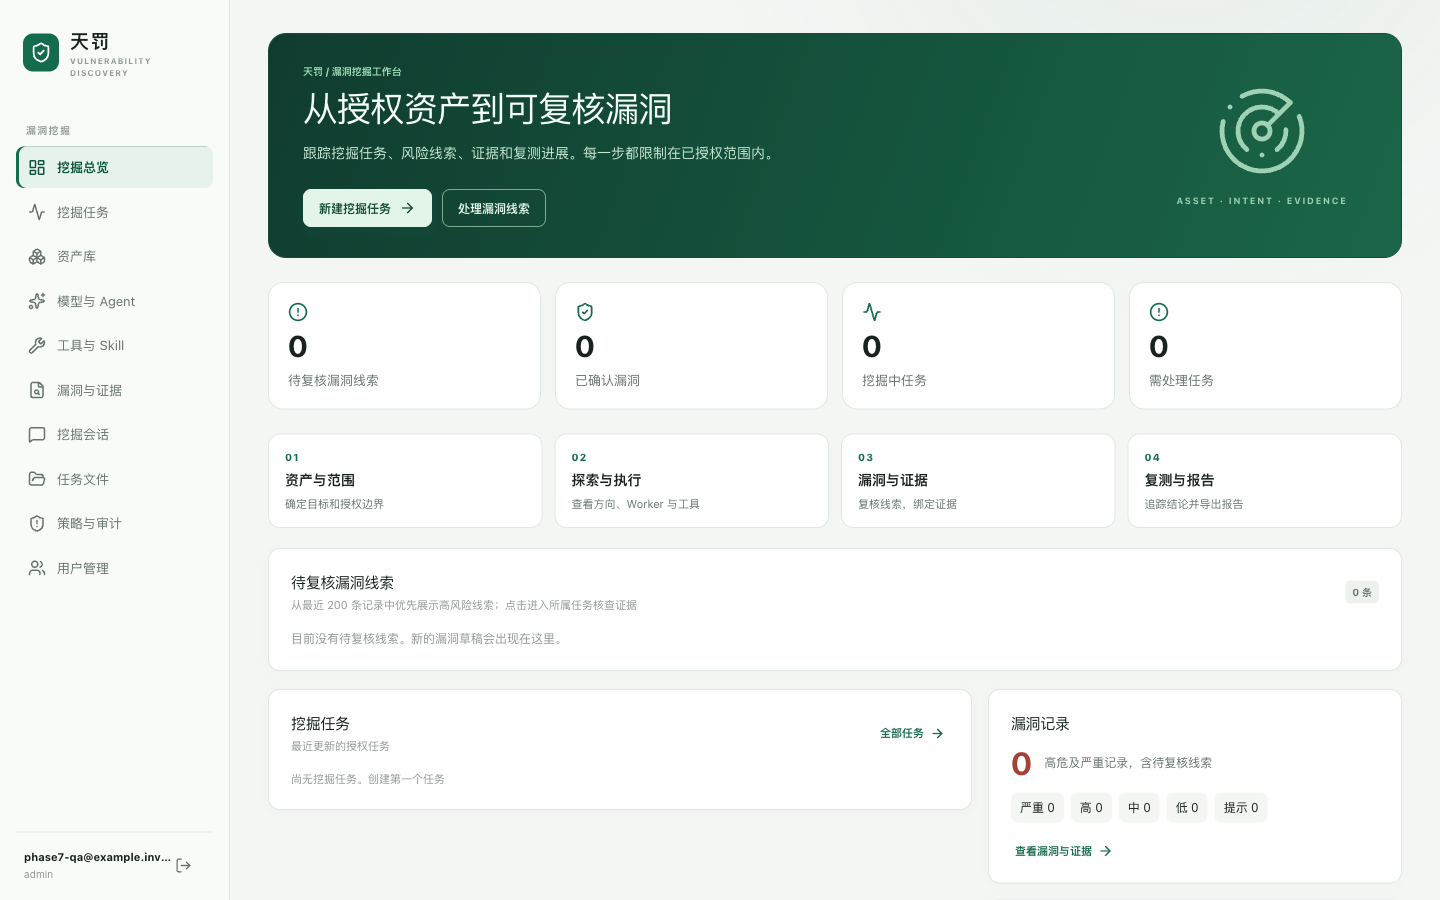 天罚
VULNERABILITY
DISCOVERY
漏洞挖掘
挖掘总览
挖掘任务
资产库
模型与 Agent
工具与 Skill
漏洞与证据
挖掘会话
任务文件
策略与审计
用户管理
phase7-qa@example.inv...
admin
天罚 / 漏洞挖掘工作台
从授权资产到可复核漏洞
跟踪挖掘任务、风险线索、证据和复测进展。每一步都限制在已授权范围内。
新建挖掘任务
处理漏洞线索
ASSET · INTENT · EVIDENCE
0
待复核漏洞线索
0
已确认漏洞
0
挖掘中任务
0
需处理任务
01
资产与范围
确定目标和授权边界
02
探索与执行
查看方向、Worker 与工具
03
漏洞与证据
复核线索，绑定证据
04
复测与报告
追踪结论并导出报告
待复核漏洞线索
从最近 200 条记录中优先展示高风险线索；点击进入所属任务核查证据
0 条
目前没有待复核线索。新的漏洞草稿会出现在这里。
挖掘任务
最近更新的授权任务
全部任务
尚无挖掘任务。创建第一个任务
漏洞记录
0 高危及严重记录，含待复核线索
严重 0 高 0 中 0 低 0 提示 0
查看漏洞与证据